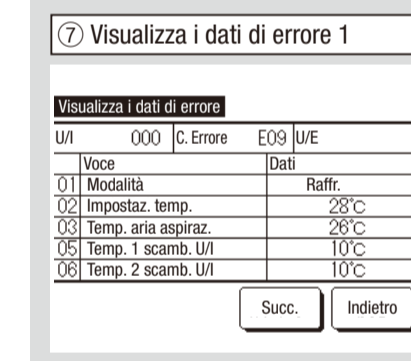 ⑦ Visualizza i dati di errore 1
Visualizza i dati di errore
U/I 000 C. Errore E09 U/E
Voce Dati
01 Modalità Raffr.
02 Impostaz. temp. 28°C
03 Temp. aria aspiraz. 26°C
05 Temp. 1 scamb. U/I 10°C
06 Temp. 2 scamb. U/I 10°C
Succ. Indietro